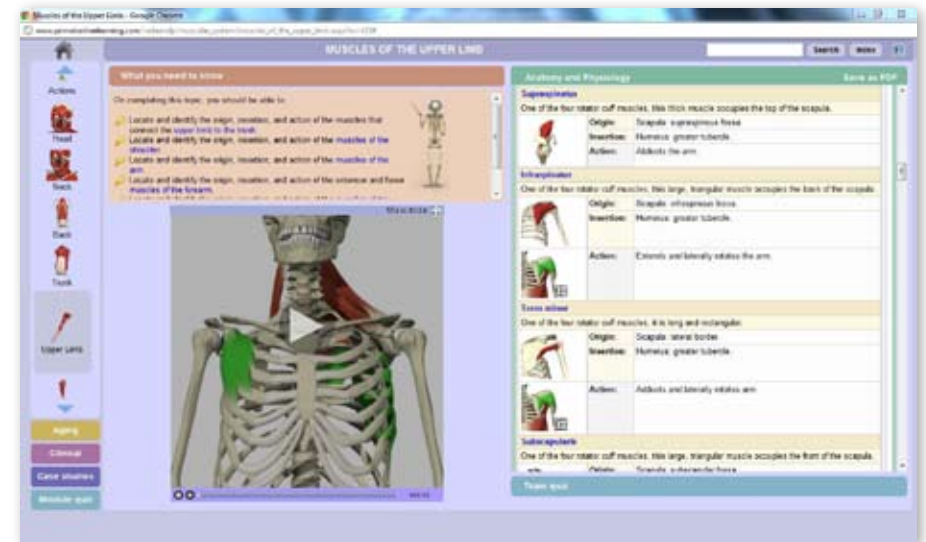 Muscles of the Upper Limb - Google Chrome
MUSCLES OF THE UPPER LIMB
Search
Index
Actions
Head
Neck
Back
Trunk
Upper Limb
Aging
Clinical
Case studies
Module quiz
What you need to know
On completing this topic, you should be able to:
Locate and identify the origin, insertion, and action of the muscles that
connect the upper limb to the trunk.
Locate and identify the origin, insertion, and action of the muscles of the
shoulder.
Locate and identify the origin, insertion, and action of the muscles of the
arm.
Locate and identify the origin, insertion, and action of the extensor and flexor
muscles of the forearm.
Anatomy and Physiology
Save as PDF
Supraspinatus
One of the four rotator cuff muscles, this thick muscle occupies the top of the scapula.
Origin: Scapula: supraspinous fossa
Insertion: Humerus: greater tubercle.
Action: Abducts the arm.
Infraspinatus
One of the four rotator cuff muscles, this large, triangular muscle occupies the back of the scapula.
Origin: Scapula: infraspinous fossa.
Insertion: Humerus: greater tubercle.
Action: Extends and laterally rotates the arm.
Teres minor
One of the four rotator cuff muscles, it is long and rectangular.
Origin: Scapula: lateral border
Insertion: Humerus: greater tubercle.
Action: Adducts and laterally rotates arm
Subscapularis
One of the four rotator cuff muscles, this large, triangular muscle occupies the front of the scapula.
Origin: Scapula: subscapular fossa
Team quiz